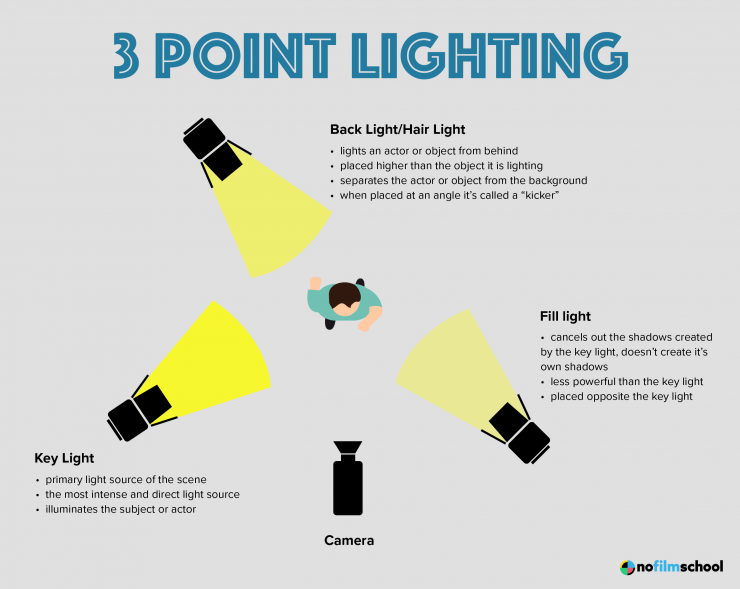 3 POINT LIGHTING
Back Light/Hair Light
• lights an actor or object from behind
• placed higher than the object it is lighting
• separates the actor or object from the background
• when placed at an angle it's called a “kicker”
Fill light
• cancels out the shadows created
by the key light, doesn't create it's
own shadows
• less powerful than the key light
• placed opposite the key light
Key Light
• primary light source of the scene
• the most intense and direct light source
• illuminates the subject or actor
Camera
nofilmschool